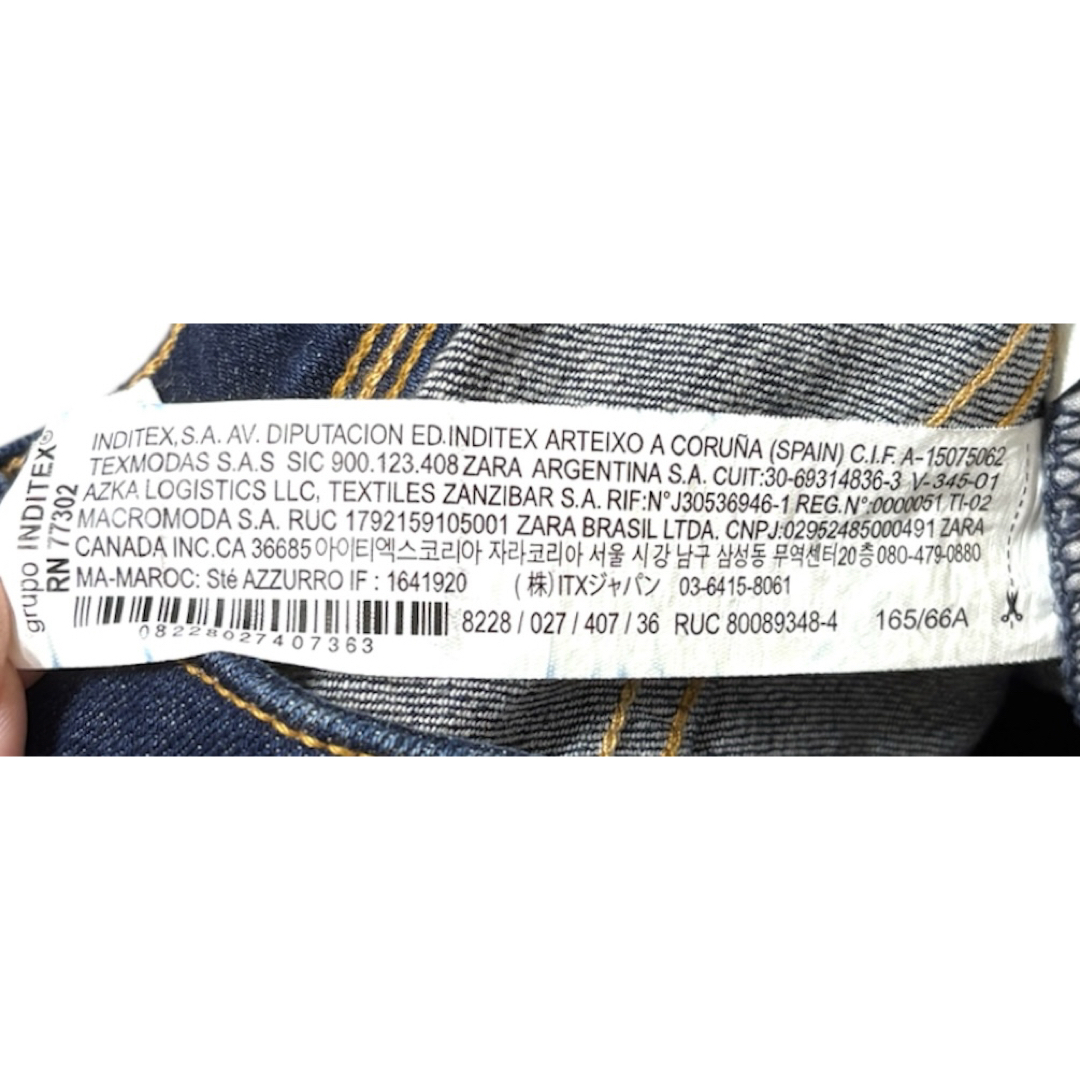 grupo INDITEX®
RN 77302
INDITEX, S.A. AV. DIPUTACION ED.INDITEX ARTEIXO A CORUÑA (SPAIN) C.I.F. A-15075062
TEXMODAS S.A.S SIC 900.123.408 ZARA ARGENTINA S.A. CUIT:30-69314836-3 V-345-01
AZKA LOGISTICS LLC, TEXTILES ZANZIBAR S.A. RIF:N°J30536946-1 REG.N°:0000051 TI-02
MACROMODA S.A. RUC 1792159105001 ZARA BRASIL LTDA. CNPJ:02952485000491 ZARA
CANADA INC.CA 36685 아이티엑스코리아 자라코리아 서울 시 강 남구 삼성동 무역센터20층 080-479-0880
MA-MAROC: Sté AZZURRO IF : 1641920 (株)ITXジャパン 03-6415-8061
8228 / 027 / 407 / 36 RUC 80089348-4 165/66A
08228027407363